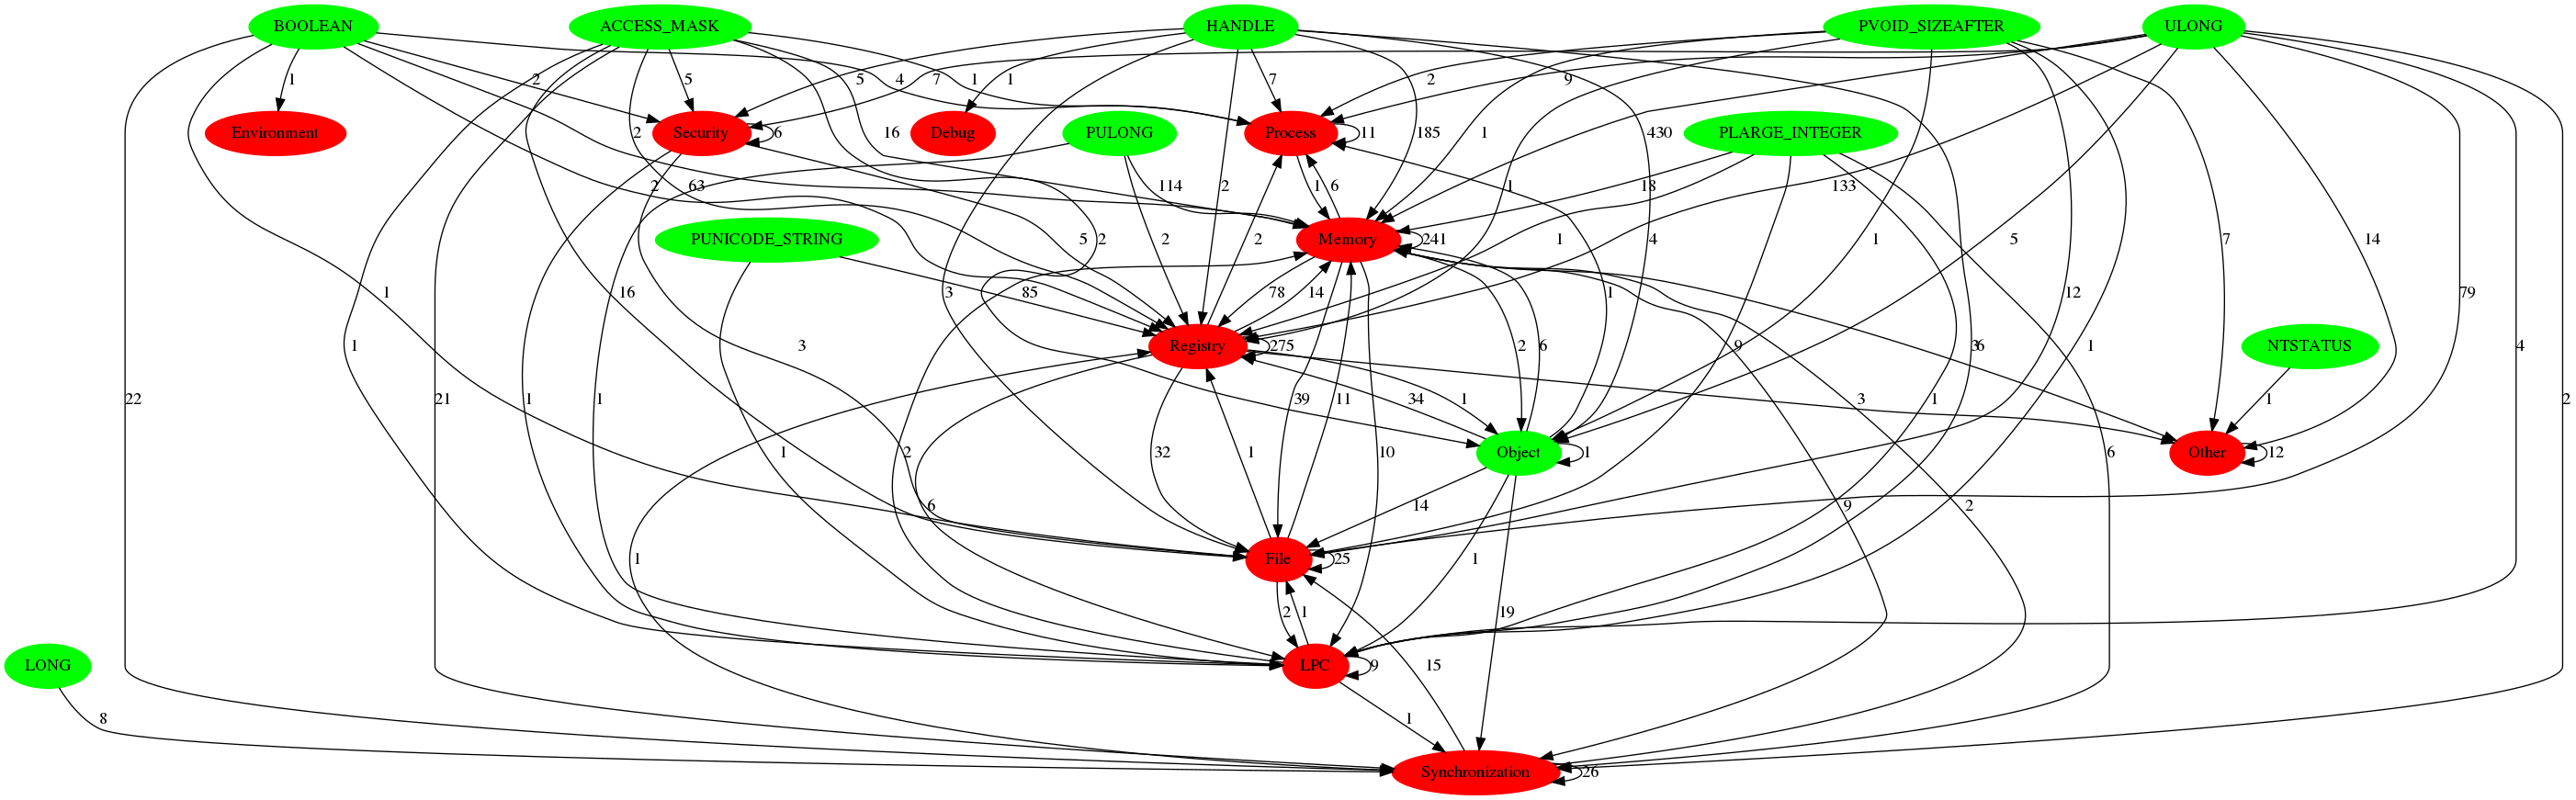 BOOLEAN ACCESS_MASK HANDLE PVOID_SIZEAFTER ULONG
1 2 5 4 7 5 1 1 7 2 9
Environment Security 6 Debug PULONG Process 11 PLARGE_INTEGER
2 16 185 1 430
2 63 114 2 1 6 1 18 133
PUNICODE_STRING Memory 241
5 2 2 2 1 4 1 5 7 14
1 16 3 85 78 14 1 12 79
Registry 275 NTSTATUS
1 3 39 2 6 9 36 1 4
22 21 1 1 34 1 3 1 1 2
1 32 1 11 Object 1 Other 12
2 10 6
6 14 9 2
1 File 25
2 1 1 19
LONG LPC 9 15
8 1
Synchronization 26